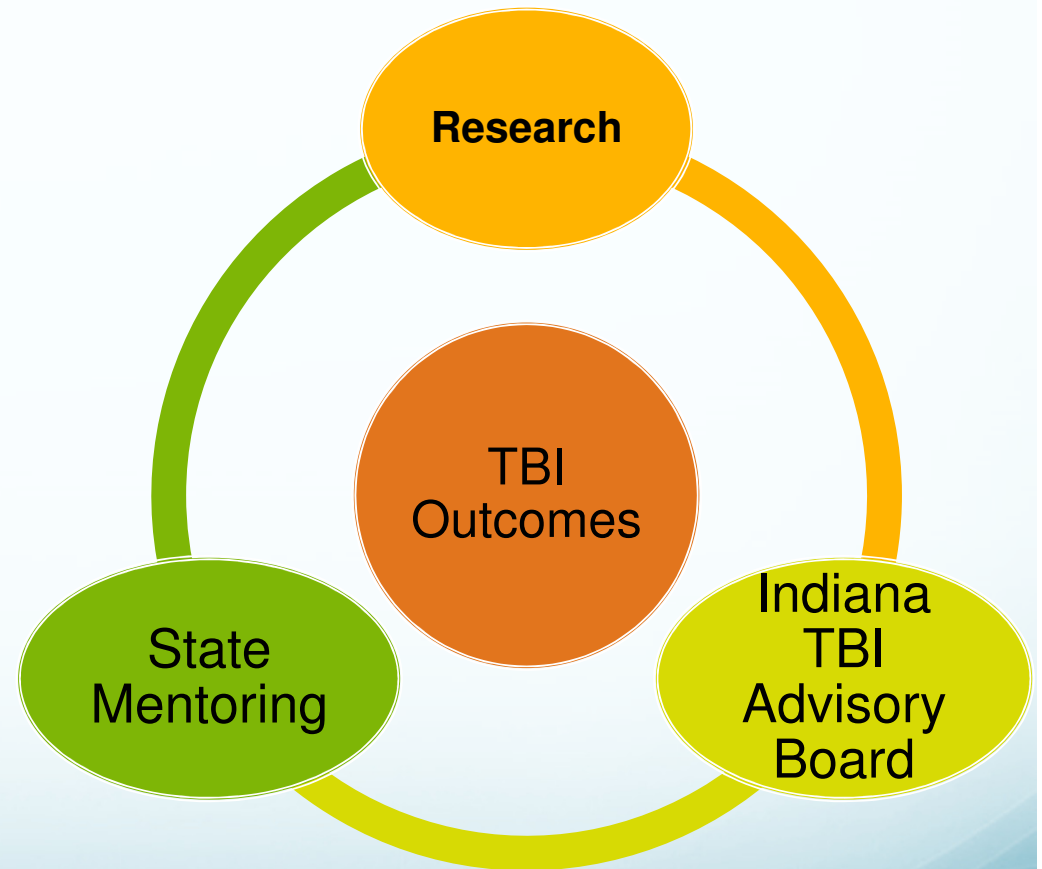 Research
TBI
Outcomes
State
Mentoring
Indiana
TBI
Advisory
Board